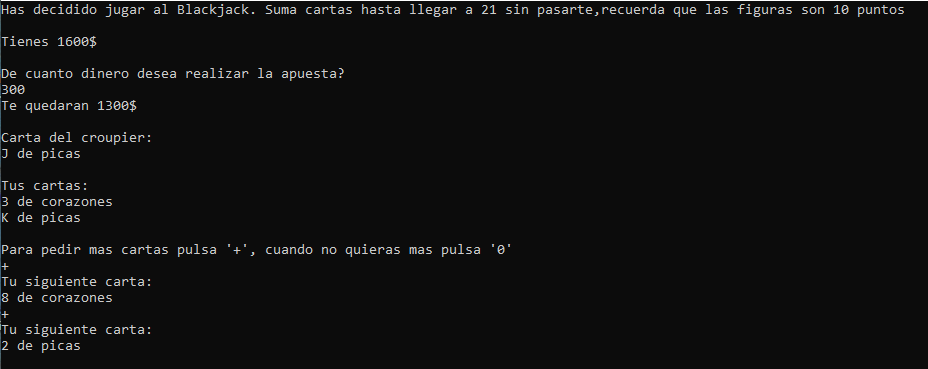 Has decidido jugar al Blackjack. Suma cartas hasta llegar a 21 sin pasarte,recuerda que las figuras son 10 puntos
Tienes 1600$
De cuanto dinero desea realizar la apuesta?
300
Te quedaran 1300$
Carta del croupier:
J de picas
Tus cartas:
3 de corazones
K de picas
Para pedir mas cartas pulsa '+', cuando no quieras mas pulsa '0'
+
Tu siguiente carta:
8 de corazones
+
Tu siguiente carta:
2 de picas